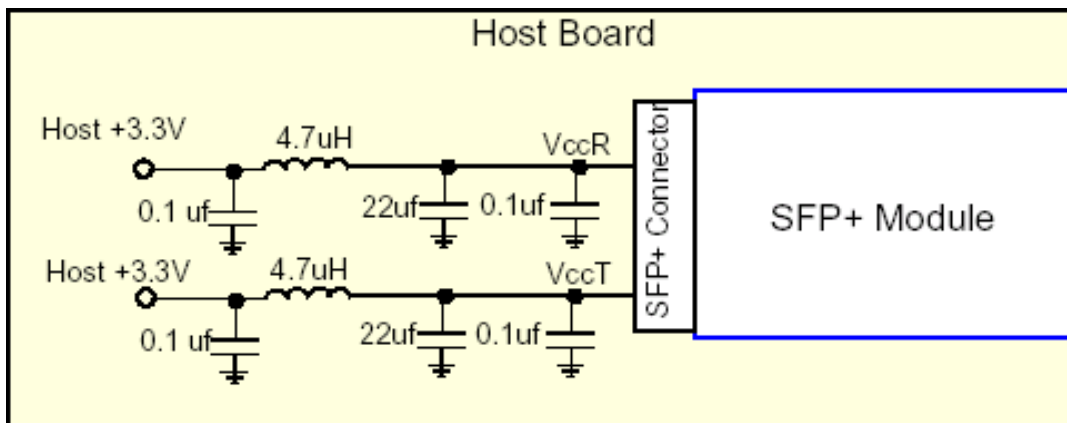 Host Board
Host +3.3V
4.7uH
VccR
0.1 uf
22uf
0.1uf
Host +3.3V
4.7uH
VccT
0.1 uf
22uf
0.1uf
SFP+ Connector
SFP+ Module